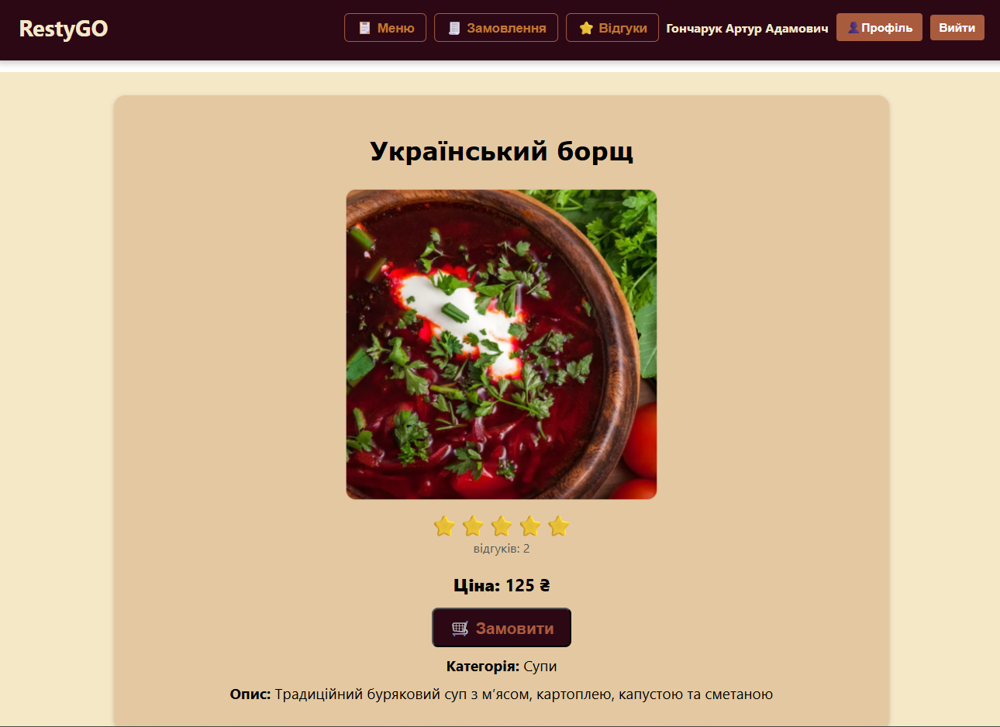 RestyGO
Меню
Замовлення
Відгуки
Гончарук Артур Адамович
Профіль
Вийти
Український борщ
відгуків: 2
Ціна: 125 ₴
Замовити
Категорія: Супи
Опис: Традиційний буряковий суп з м’ясом, картоплею, капустою та сметаною